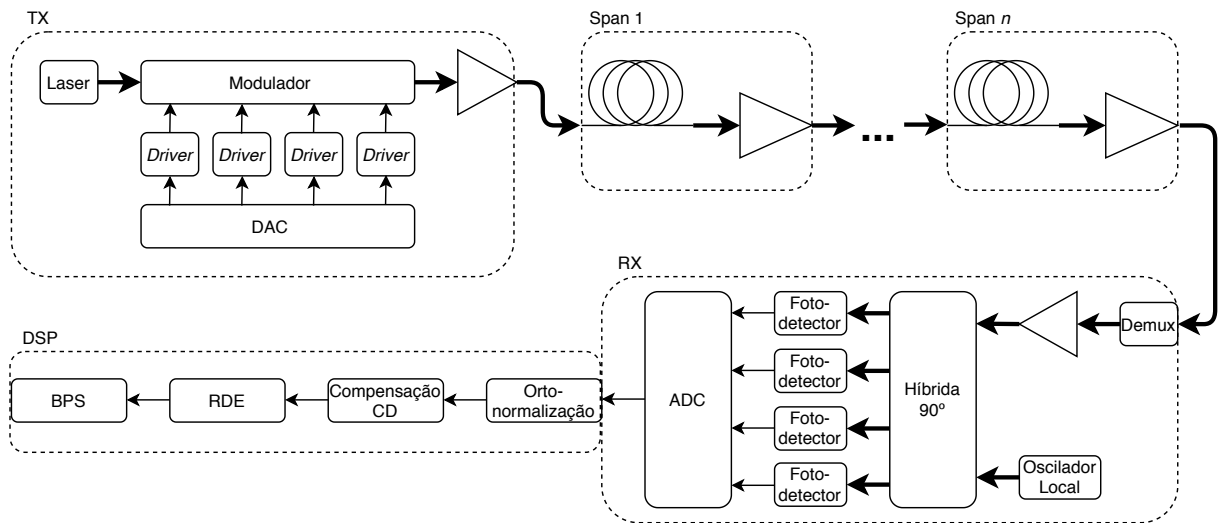 TX
Span 1
Span n
Laser
Modulador
Driver
Driver
Driver
Driver
DAC
...
RX
Foto-
detector
Foto-
detector
Foto-
detector
Foto-
detector
ADC
Híbrida
90º
Demux
Oscilador
Local
DSP
BPS
RDE
Compensação
CD
Orto-
normalização